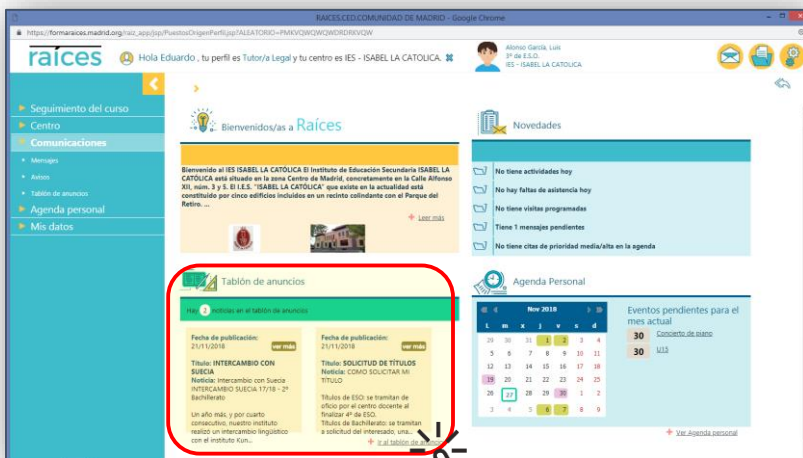 RAICES.CED.COMUNIDAD DE MADRID - Google Chrome
https://formaraices.madrid.org/raiz_app/jsp/PuestosOrigenPerfil.jsp?ALEATORIO=PMKVQWQWQWDRDRKVQW
raíces
Hola Eduardo , tu perfil es Tutor/a Legal y tu centro es IES - ISABEL LA CATOLICA.
Alonso García, Luis
3º de E.S.O.
IES - ISABEL LA CATOLICA
Seguimiento del curso
Centro
Comunicaciones
Mensajes
Avisos
Tablón de anuncios
Agenda personal
Mis datos
Bienvenidos/as a Raíces
Bienvenido al IES ISABEL LA CATÓLICA El Instituto de Educación Secundaria ISABEL LA
CATÓLICA está situado en la zona Centro de Madrid, concretamente en la Calle Alfonso
XII, núm. 3 y 5. El I.E.S. "ISABEL LA CATÓLICA" que existe en la actualidad está
constituido por cinco edificios incluidos en un recinto colindante con el Parque del
Retiro. ...
Leer más
Novedades
No tiene actividades hoy
No hay faltas de asistencia hoy
No tiene visitas programadas
Tiene 1 mensajes pendientes
No tiene citas de prioridad media/alta en la agenda
Tablón de anuncios
Hay 2 noticias en el tablón de anuncios
Fecha de publicación:
21/11/2018
ver más
Título: INTERCAMBIO CON
SUECIA
Noticia: Intercambio con Suecia
INTERCAMBIO SUECIA 17/18 - 2º
Bachillerato
Un año más, y por cuarto
consecutivo, nuestro instituto
realizó un intercambio lingüístico
con el instituto Kun...
Fecha de publicación:
21/11/2018
ver más
Título: SOLICITUD DE TÍTULOS
Noticia: COMO SOLICITAR MI
TÍTULO
Títulos de ESO: se tramitan de
oficio por el centro docente al
finalizar 4º de ESO.
Títulos de Bachillerato: se tramitan
a solicitud del interesado, una...
Ir al tablón de anuncios
Agenda Personal
Nov 2018
L m x j v s d
29 30 31 1 2 3 4
5 6 7 8 9 10 11
12 13 14 15 16 17 18
19 20 21 22 23 24 25
26 27 28 29 30 1 2
3 4 5 6 7 8 9
Eventos pendientes para el
mes actual
30 Concierto de piano
30 U15
Ver Agenda personal